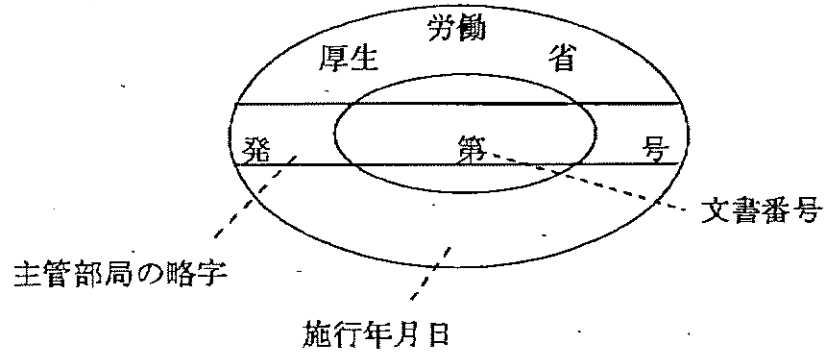 厚生労働省
発 第 号
文書番号
主管部局の略字
施行年月日